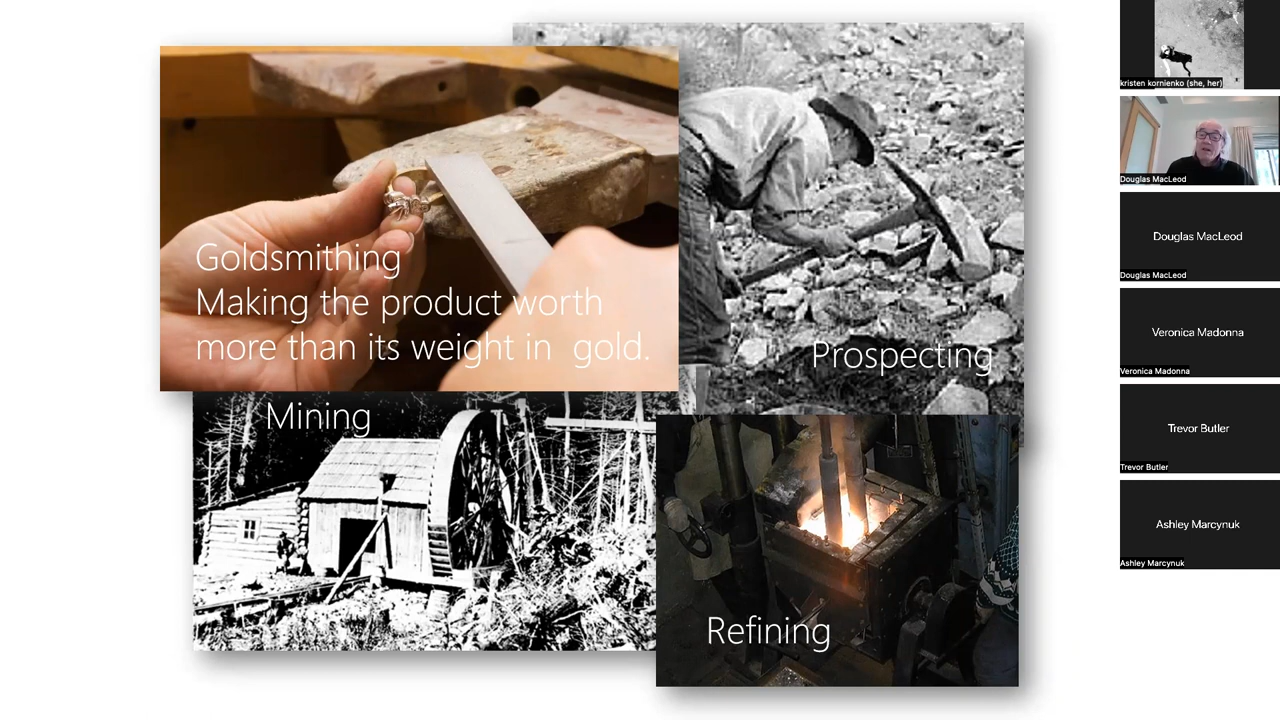 Goldsmithing
Making the product worth
more than its weight in gold.
Prospecting
Mining
Refining
kristen kornienko (she, her)
Douglas MacLeod
Douglas MacLeod
Douglas MacLeod
Veronica Madonna
Veronica Madonna
Trevor Butler
Trevor Butler
Ashley Marcynuk
Ashley Marcynuk